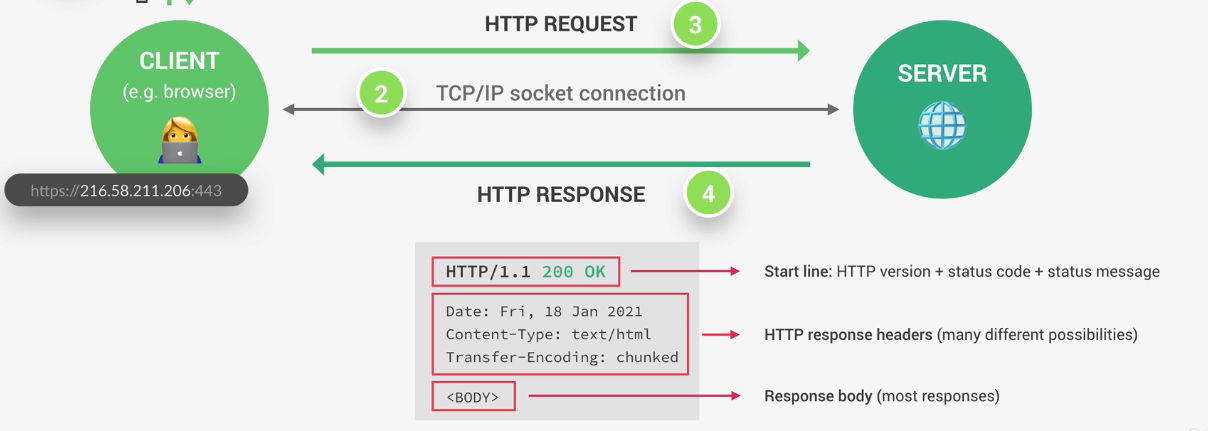 HTTP REQUEST
3
CLIENT
(e.g. browser)
2
TCP/IP socket connection
SERVER
https://216.58.211.206:443
HTTP RESPONSE
4
HTTP/1.1 200 OK
Start line: HTTP version + status code + status message
Date: Fri, 18 Jan 2021
Content-Type: text/html
Transfer-Encoding: chunked
HTTP response headers (many different possibilities)
<BODY>
Response body (most responses)